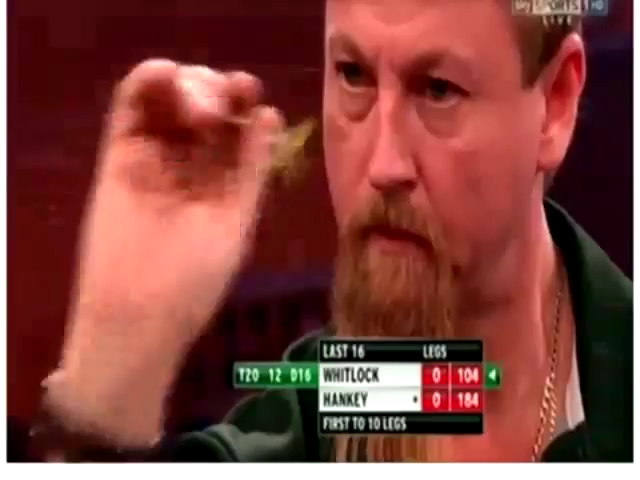 sky SPORTS 1 HD
LIVE
LAST 16 LEGS
T20 12 D16 WHITLOCK 0 104
HANKEY 0 184
FIRST TO 10 LEGS